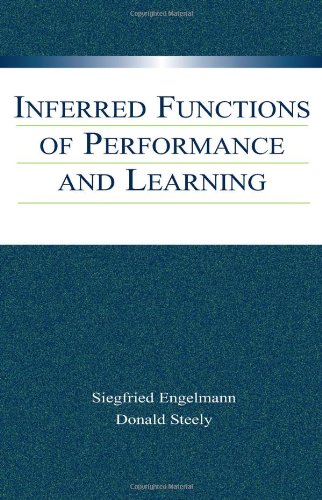 INFERRED FUNCTIONS
OF PERFORMANCE
AND LEARNING
Siegfried Engelmann
Donald Steely